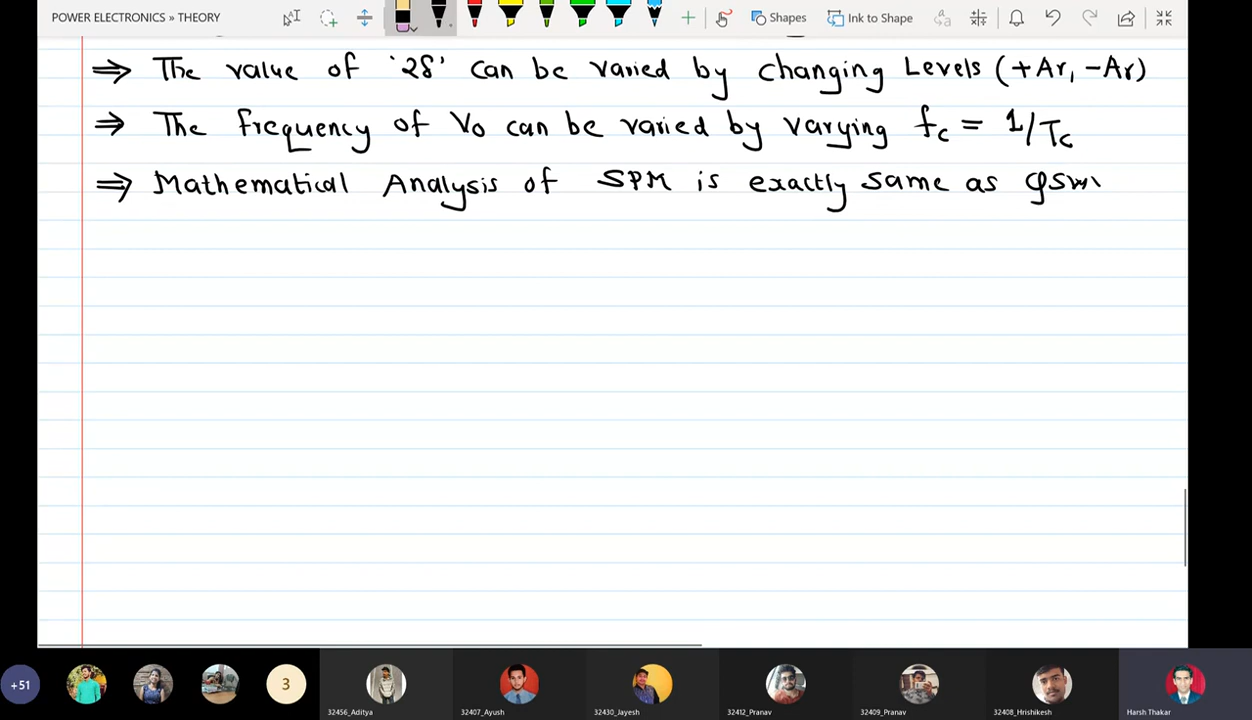 POWER ELECTRONICS » THEORY
Shapes
Ink to Shape
⇒ The value of '2δ' can be varied by changing Levels (+Ar, -Ar)
⇒ The frequency of Vo can be varied by varying fc = 1/Tc
⇒ Mathematical Analysis of SPM is exactly same as
+51
3
32456_Aditya
32407_Ayush
32430_Jayesh
32412_Pranav
32409_Pranav
32408_Hrishikesh
Harsh Thakar